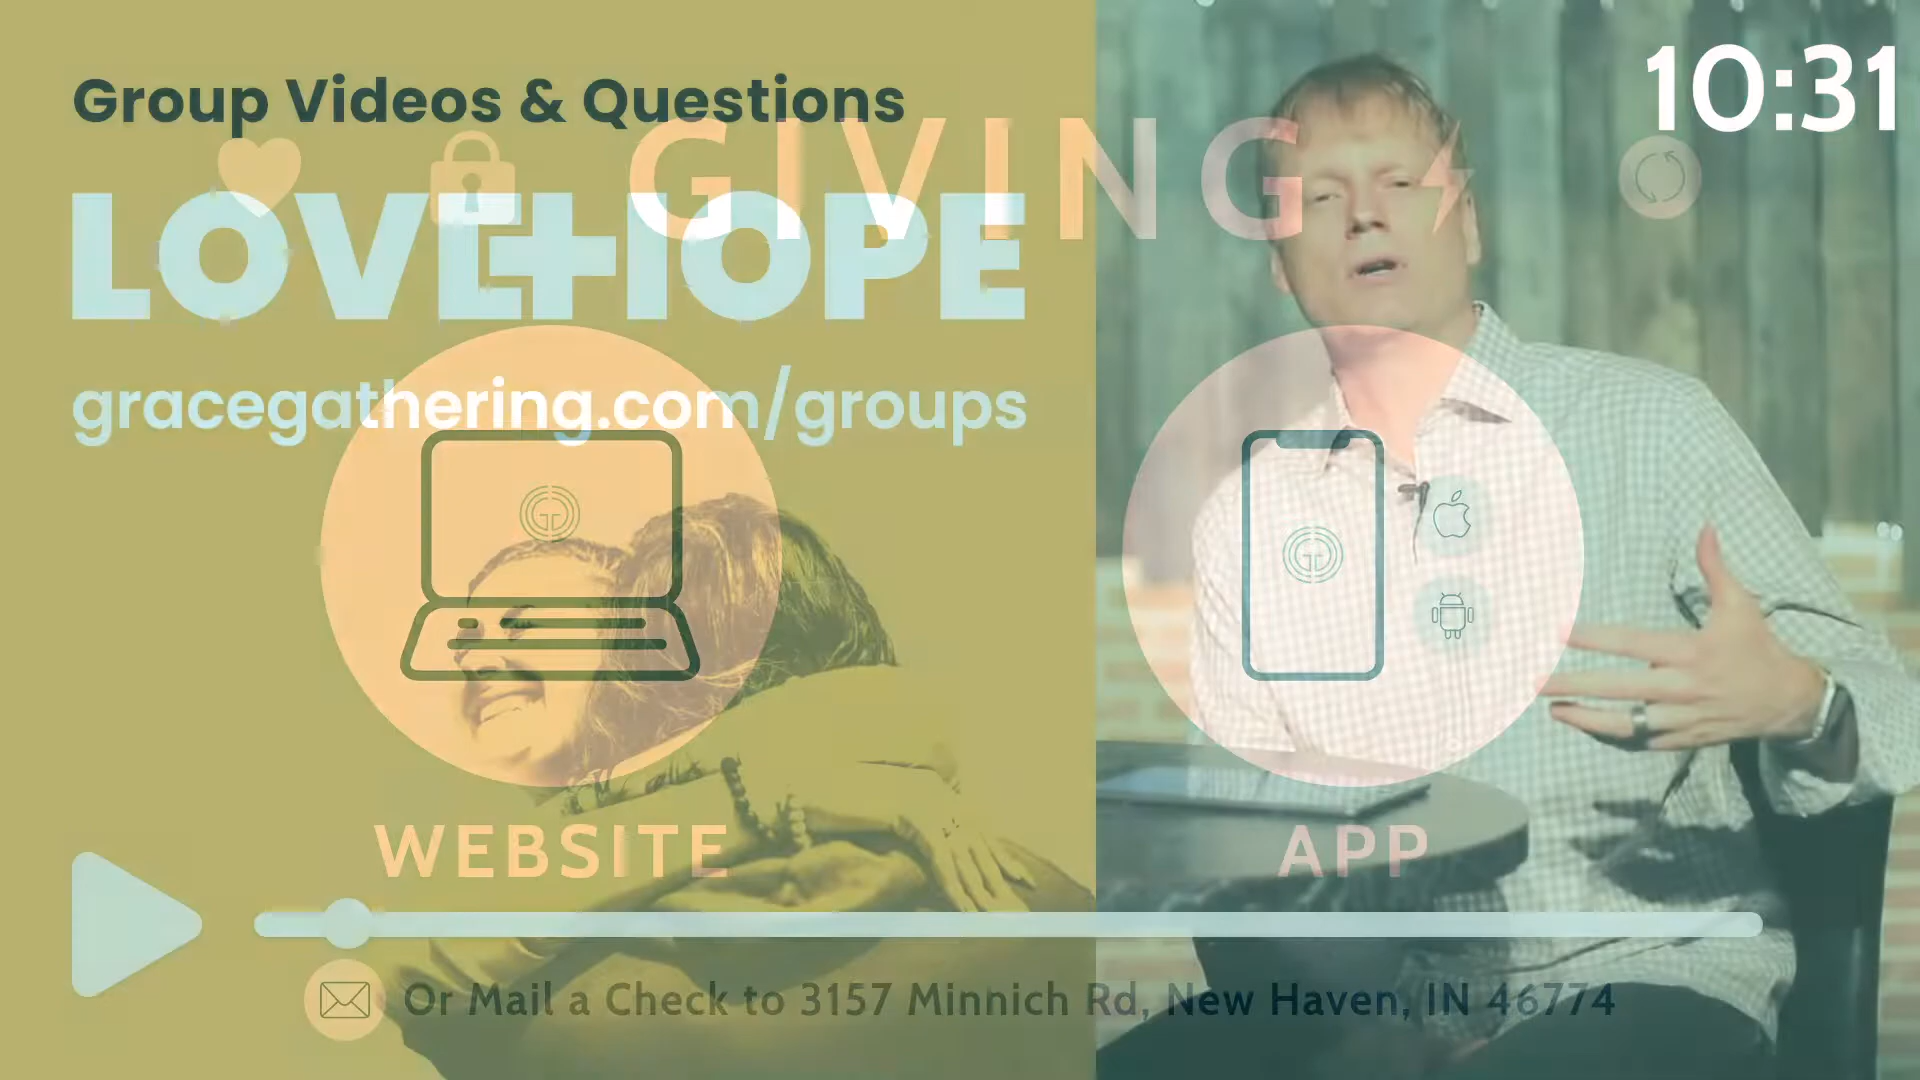 10:31
Group Videos & Questions
GIVING
LOVE+HOPE
gracegathering.com/groups
WEBSITE
APP
Or Mail a Check to 3157 Minnich Rd, New Haven, IN 46774